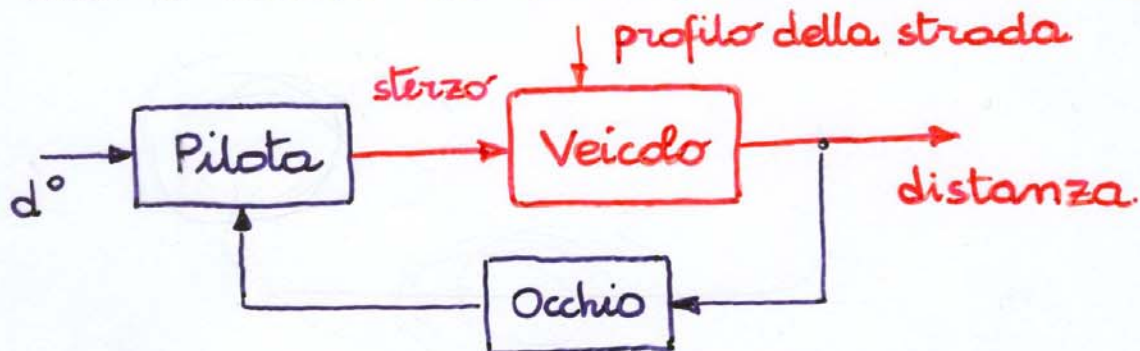 profilo della strada
sterzo
Pilota
Veicolo
d°
distanza.
Occhio